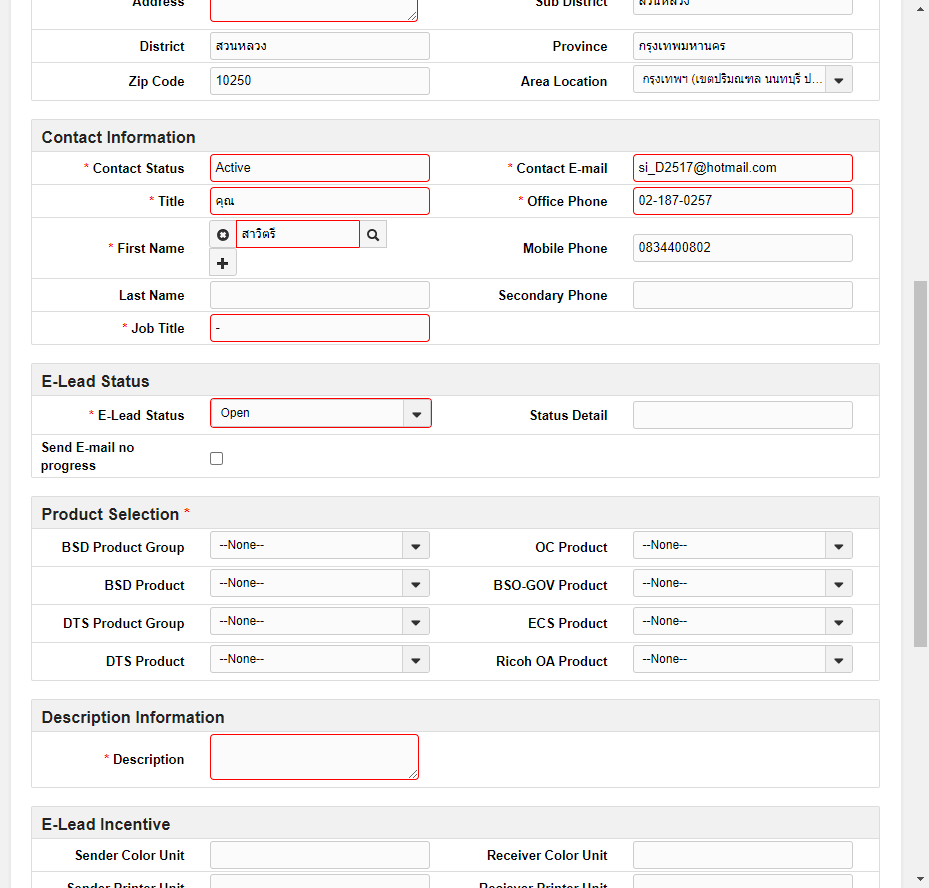 Address
Sub District สวนหลวง
District สวนหลวง Province กรุงเทพมหานคร
Zip Code 10250 Area Location กรุงเทพฯ (เขตปริมณฑล นนทบุรี ป...
Contact Information
* Contact Status Active * Contact E-mail si_D2517@hotmail.com
* Title คุณ * Office Phone 02-187-0257
* First Name สาวิตรี Mobile Phone 0834400802
Last Name Secondary Phone
* Job Title -
E-Lead Status
* E-Lead Status Open Status Detail
Send E-mail no
progress
Product Selection *
BSD Product Group --None-- OC Product --None--
BSD Product --None-- BSO-GOV Product --None--
DTS Product Group --None-- ECS Product --None--
DTS Product --None-- Ricoh OA Product --None--
Description Information
* Description
E-Lead Incentive
Sender Color Unit Receiver Color Unit
Sender Printer Unit Reciever Printer Unit